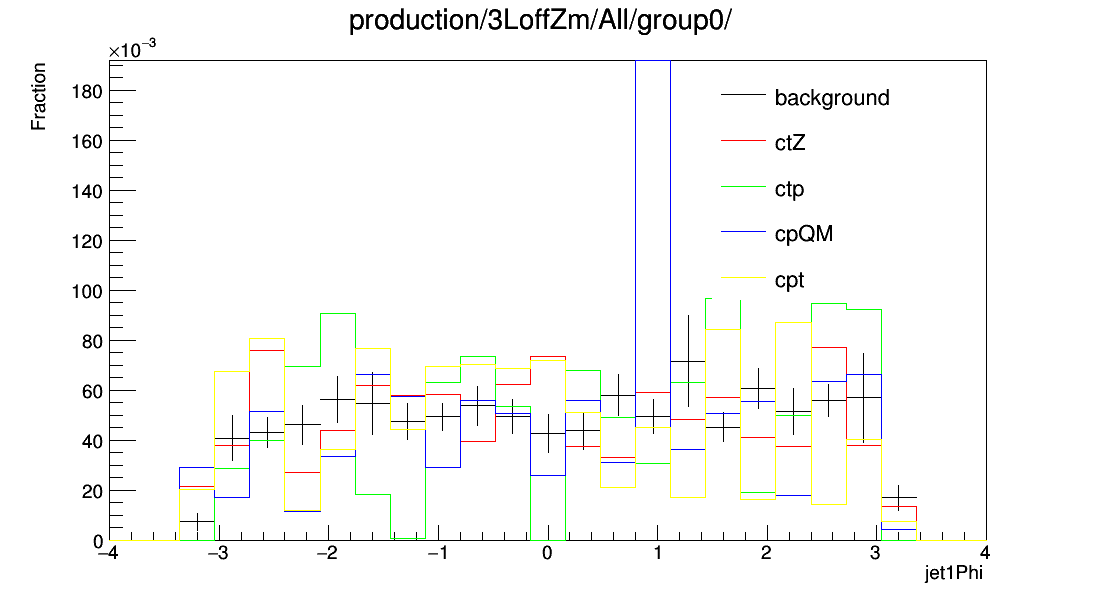 production/3LoffZm/All/group0/
×10⁻³
Fraction
180
160
140
120
100
80
60
40
20
0
background
ctZ
ctp
cpQM
cpt
−4 −3 −2 −1 0 1 2 3 4
jet1Phi